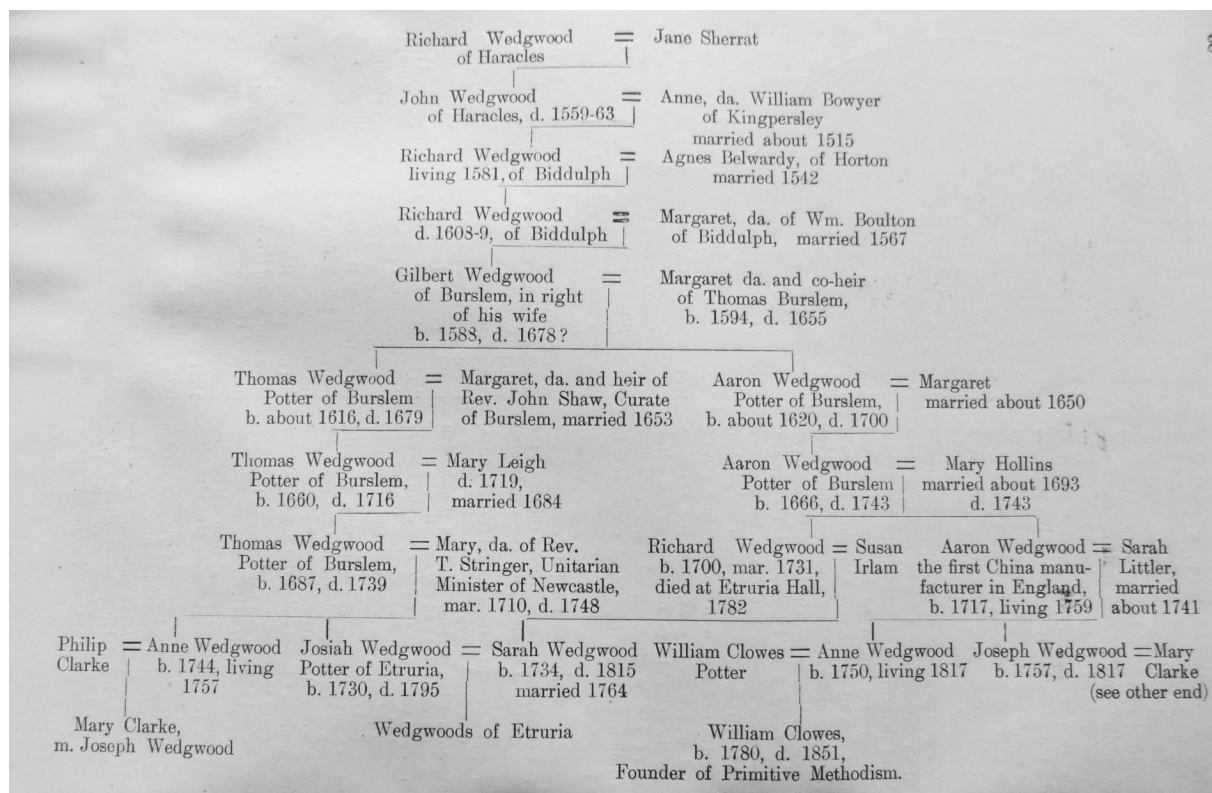 Richard Wedgwood = Jane Sherrat
of Haracles
John Wedgwood = Anne, da. William Bowyer
of Haracles, d. 1559-63 of Kingpersley
married about 1515
Richard Wedgwood = Agnes Belwardy, of Horton
living 1581, of Biddulph married 1542
Richard Wedgwood = Margaret, da. of Wm. Boulton
d. 1608-9, of Biddulph of Biddulph, married 1567
Gilbert Wedgwood = Margaret da. and co-heir
of Burslem, in right of Thomas Burslem,
of his wife b. 1594, d. 1655
b. 1588, d. 1678?
Thomas Wedgwood = Margaret, da. and heir of Aaron Wedgwood = Margaret
Potter of Burslem Rev. John Shaw, Curate Potter of Burslem, married about 1650
b. about 1616, d. 1679 of Burslem, married 1653 b. about 1620, d. 1700
Thomas Wedgwood = Mary Leigh Aaron Wedgwood = Mary Hollins
Potter of Burslem, d. 1719, Potter of Burslem married about 1693
b. 1660, d. 1716 married 1684 b. 1666, d. 1743 d. 1743
Thomas Wedgwood = Mary, da. of Rev. Richard Wedgwood = Susan Aaron Wedgwood = Sarah
Potter of Burslem, T. Stringer, Unitarian b. 1700, mar. 1731, Irlam the first China manu- Littler,
b. 1687, d. 1739 Minister of Newcastle, died at Etruria Hall, facturer in England, married
mar. 1710, d. 1748 1782 b. 1717, living 1759 about 1741
Philip = Anne Wedgwood Josiah Wedgwood = Sarah Wedgwood William Clowes = Anne Wedgwood Joseph Wedgwood = Mary
Clarke b. 1744, living Potter of Etruria, b. 1734, d. 1815 Potter b. 1750, living 1817 b. 1757, d. 1817 Clarke
1757 b. 1730, d. 1795 married 1764 (see other end)
Mary Clarke, Wedgwoods of Etruria William Clowes,
m. Joseph Wedgwood b. 1780, d. 1851,
Founder of Primitive Methodism.